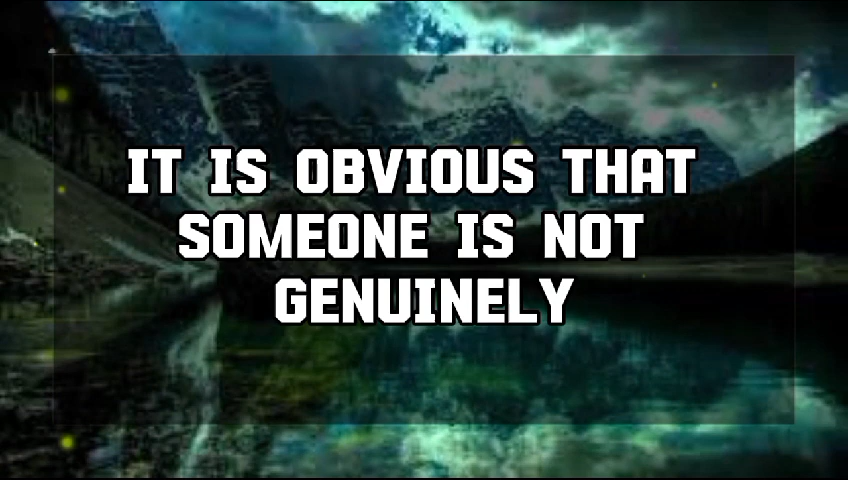 IT IS OBVIOUS THAT
SOMEONE IS NOT
GENUINELY